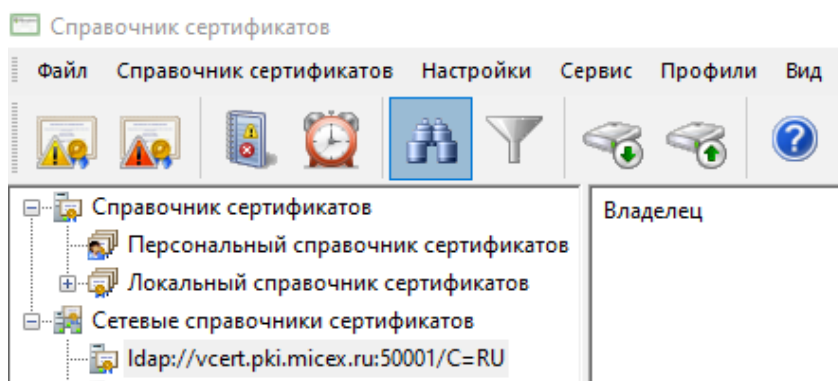 Справочник сертификатов
Файл Справочник сертификатов Настройки Сервис Профили Вид
Справочник сертификатов
Владелец
Персональный справочник сертификатов
Локальный справочник сертификатов
Сетевые справочники сертификатов
ldap://vcert.pki.micex.ru:50001/C=RU